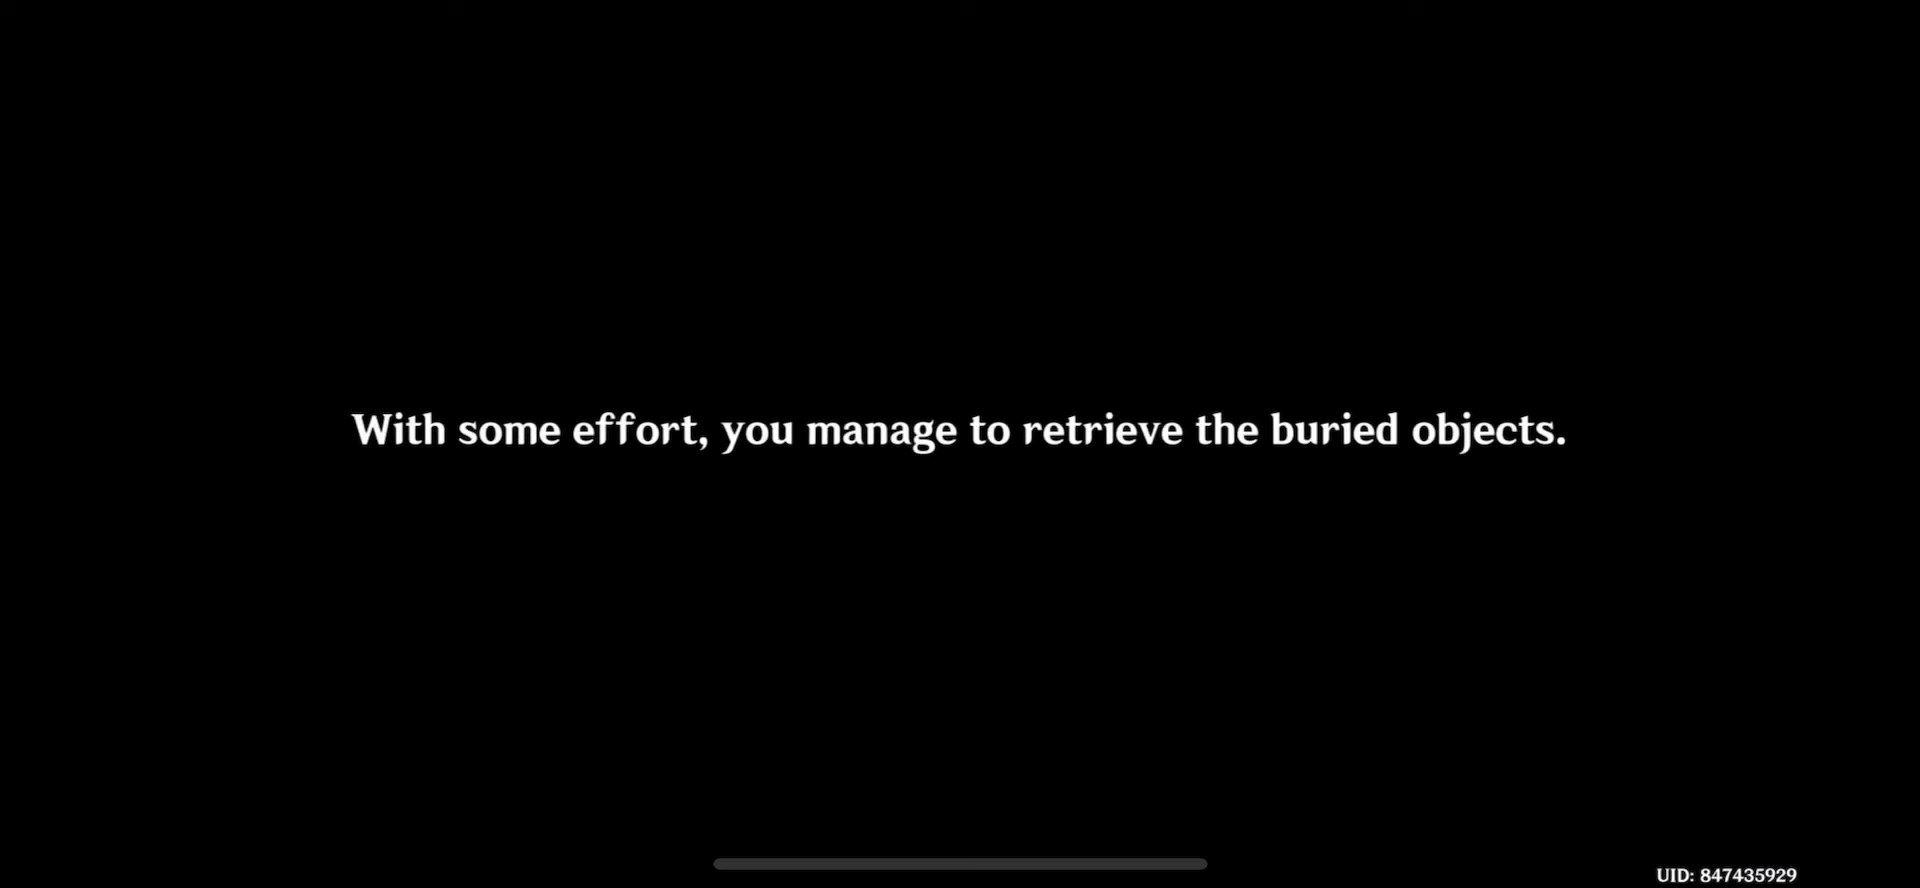 With some effort, you manage to retrieve the buried objects.
UID: 847435929